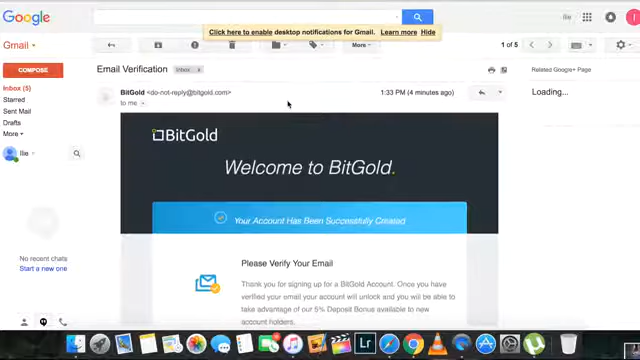 Google
Ilie
Click here to enable desktop notifications for Gmail. Learn more Hide
Gmail
More
1 of 5
COMPOSE
Email Verification
Inbox x
Related Google+ Page
Inbox (5)
BitGold <do-not-reply@bitgold.com>
1:33 PM (4 minutes ago)
Loading...
Starred
to me
Sent Mail
Drafts
More
BitGold
Ilie
Welcome to BitGold.
Your Account Has Been Successfully Created
Please Verify Your Email
No recent chats
Start a new one
Thank you for signing up for a BitGold Account. Once you have
verified your email your account will unlock and you will be able to
take advantage of our 5% Deposit Bonus available to new
account holders.
Lr